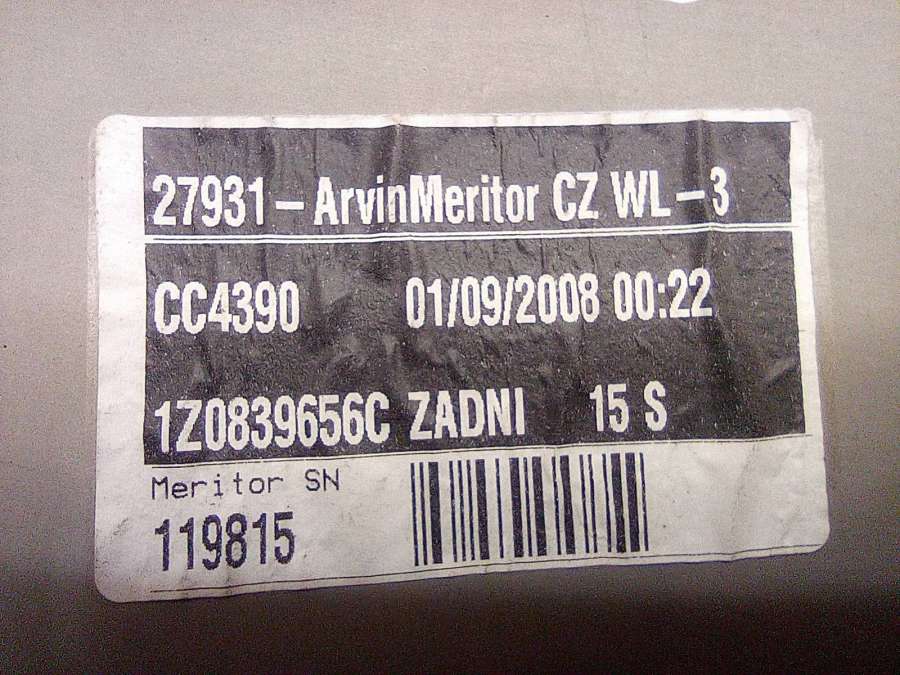 27931 – ArvinMeritor CZ WL – 3
CC4390 01/09/2008 00:22
1Z0839656C ZADNI 15 S
Meritor SN
119815